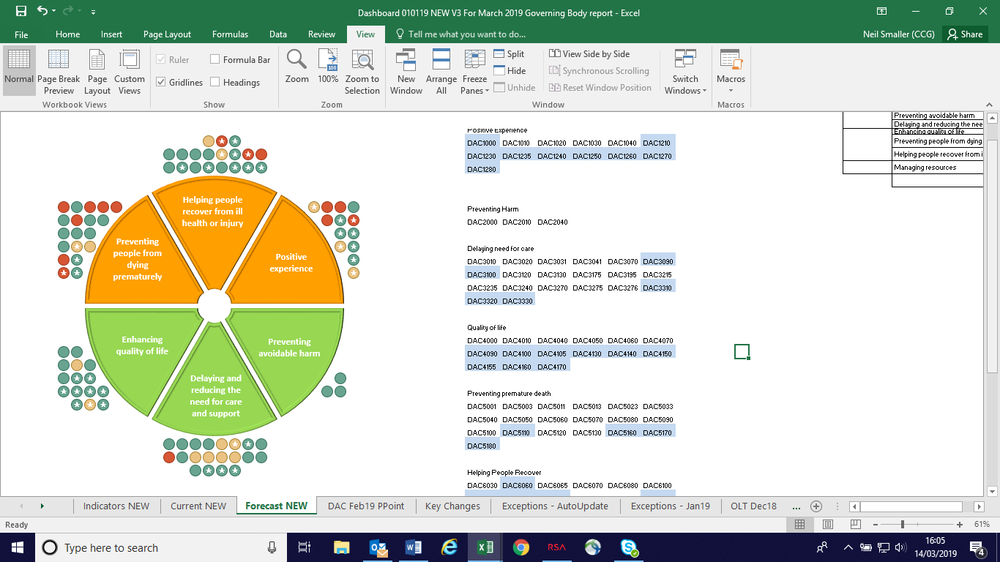 Dashboard 010119 NEW V3 For March 2019 Governing Body report - Excel
File Home Insert Page Layout Formulas Data Review View Tell me what you want to do... Neil Smaller (CCG) Share
Normal
Page Break Preview
Page Layout
Custom Views
Workbook Views
Ruler
Formula Bar
Gridlines
Headings
Show
Zoom
100%
Zoom to Selection
Zoom
New Window
Arrange All
Freeze Panes
Split
Hide
Unhide
View Side by Side
Synchronous Scrolling
Reset Window Position
Window
Switch Windows
Macros
Macros
Helping people
recover from ill
health or injury
Preventing
people from
dying
prematurely
Positive
experience
Enhancing
quality of life
Preventing
avoidable harm
Delaying and
reducing the
need for care
and support
Positive Experience
DAC1000 DAC1010 DAC1020 DAC1030 DAC1040 DAC1210
DAC1230 DAC1235 DAC1240 DAC1250 DAC1260 DAC1270
DAC1280
Preventing Harm
DAC2000 DAC2010 DAC2040
Delaying need for care
DAC3010 DAC3020 DAC3031 DAC3041 DAC3070 DAC3090
DAC3100 DAC3120 DAC3130 DAC3175 DAC3195 DAC3215
DAC3235 DAC3240 DAC3270 DAC3275 DAC3276 DAC3310
DAC3320 DAC3330
Quality of life
DAC4000 DAC4010 DAC4040 DAC4050 DAC4060 DAC4070
DAC4090 DAC4100 DAC4105 DAC4130 DAC4140 DAC4150
DAC4155 DAC4160 DAC4170
Preventing premature death
DAC5001 DAC5003 DAC5011 DAC5013 DAC5023 DAC5033
DAC5040 DAC5050 DAC5060 DAC5070 DAC5080 DAC5090
DAC5100 DAC5110 DAC5120 DAC5130 DAC5160 DAC5170
DAC5180
Helping People Recover
DAC6030 DAC6060 DAC6065 DAC6070 DAC6080 DAC6100
Preventing avoidable harm
Delaying and reducing the nee
Enhancing quality of life
Preventing people from dying
Helping people recover from i
Managing resources
Indicators NEW Current NEW Forecast NEW DAC Feb19 PPoint Key Changes Exceptions - AutoUpdate Exceptions - Jan19 OLT Dec18 ...
Ready 61%
Type here to search
RSA
16:05
14/03/2019
4